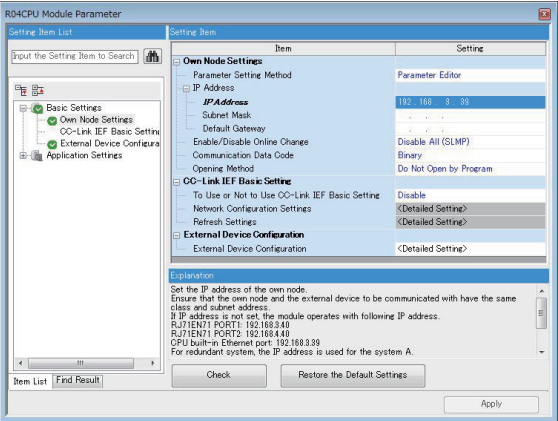 R04CPU Module Parameter
Setting Item List
Setting Item
Input the Setting Item to Search
Item
Setting
Own Node Settings
Parameter Setting Method
Parameter Editor
IP Address
IP Address
192 . 168 . 3 . 39
Subnet Mask
. . .
Default Gateway
. . .
Enable/Disable Online Change
Disable All (SLMP)
Communication Data Code
Binary
Opening Method
Do Not Open by Program
CC-Link IEF Basic Setting
To Use or Not to Use CC-Link IEF Basic Setting
Disable
Network Configuration Settings
<Detailed Setting>
Refresh Settings
<Detailed Setting>
External Device Configuration
External Device Configuration
<Detailed Setting>
Basic Settings
Own Node Settings
CC-Link IEF Basic Settin
External Device Configura
Application Settings
Explanation
Set the IP address of the own node.
Ensure that the own node and the external device to be communicated with have the same
class and subnet address.
If IP address is not set, the module operates with following IP address.
RJ71EN71 PORT1: 192.168.3.40
RJ71EN71 PORT2: 192.168.4.40
CPU built-in Ethernet port: 192.168.3.39
For redundant system, the IP address is used for the system A.
Item List
Find Result
Check
Restore the Default Settings
Apply